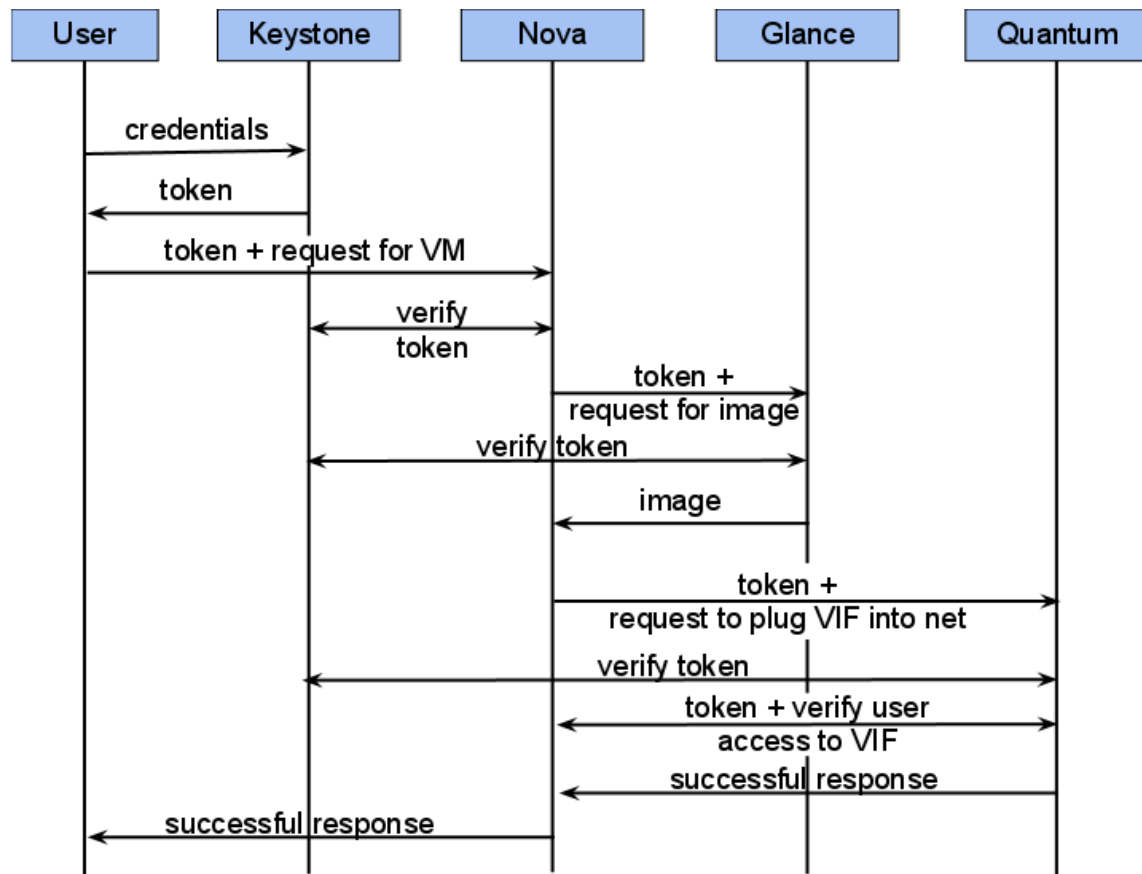 User
Keystone
Nova
Glance
Quantum
credentials
token
token + request for VM
verify
token
token +
request for image
verify token
image
token +
request to plug VIF into net
verify token
token + verify user
access to VIF
successful response
successful response